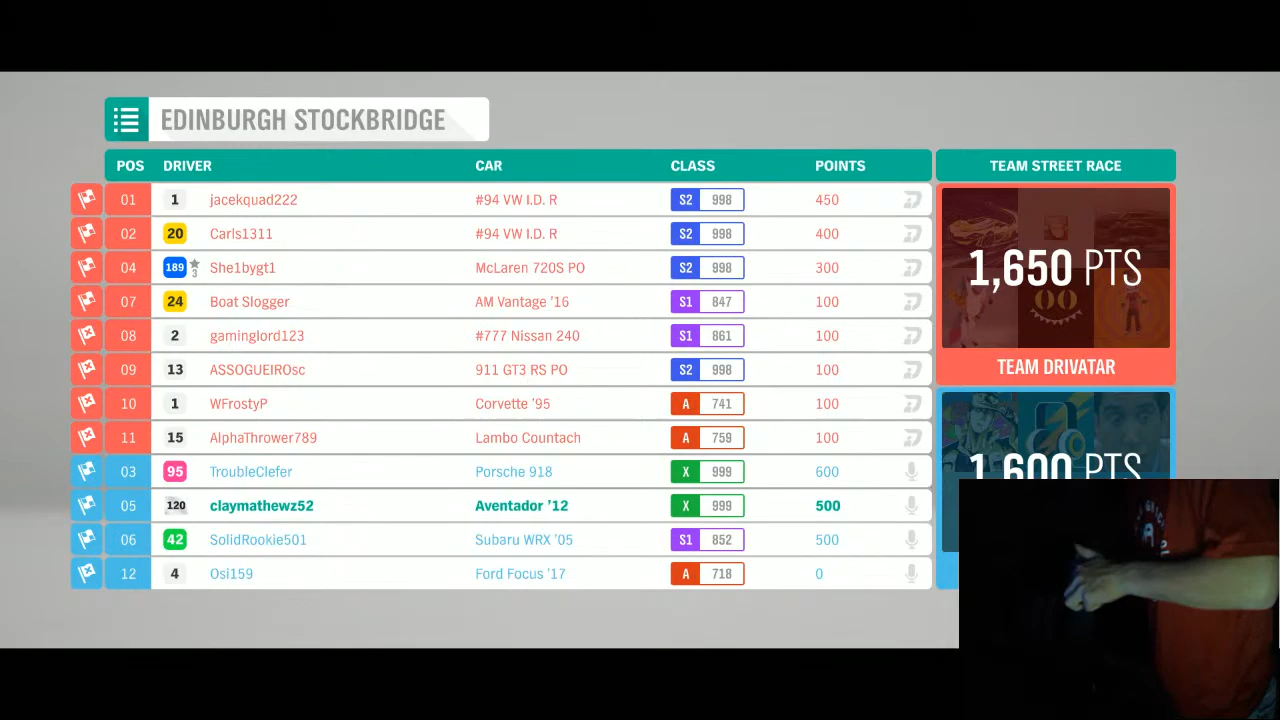 EDINBURGH STOCKBRIDGE
POS DRIVER CAR CLASS POINTS
01 1 jacekquad222 #94 VW I.D. R S2 998 450
02 20 Carls1311 #94 VW I.D. R S2 998 400
04 189 3 She1bygt1 McLaren 720S PO S2 998 300
07 24 Boat Slogger AM Vantage '16 S1 847 100
08 2 gaminglord123 #777 Nissan 240 S1 861 100
09 13 ASSOGUEIROsc 911 GT3 RS PO S2 998 100
10 1 WFrostyP Corvette '95 A 741 100
11 15 AlphaThrower789 Lambo Countach A 759 100
03 95 TroubleClefer Porsche 918 X 999 600
05 120 claymathewz52 Aventador '12 X 999 500
06 42 SolidRookie501 Subaru WRX '05 S1 852 500
12 4 Osi159 Ford Focus '17 A 718 0
TEAM STREET RACE
1,650 PTS
TEAM DRIVATAR
1,600 PTS